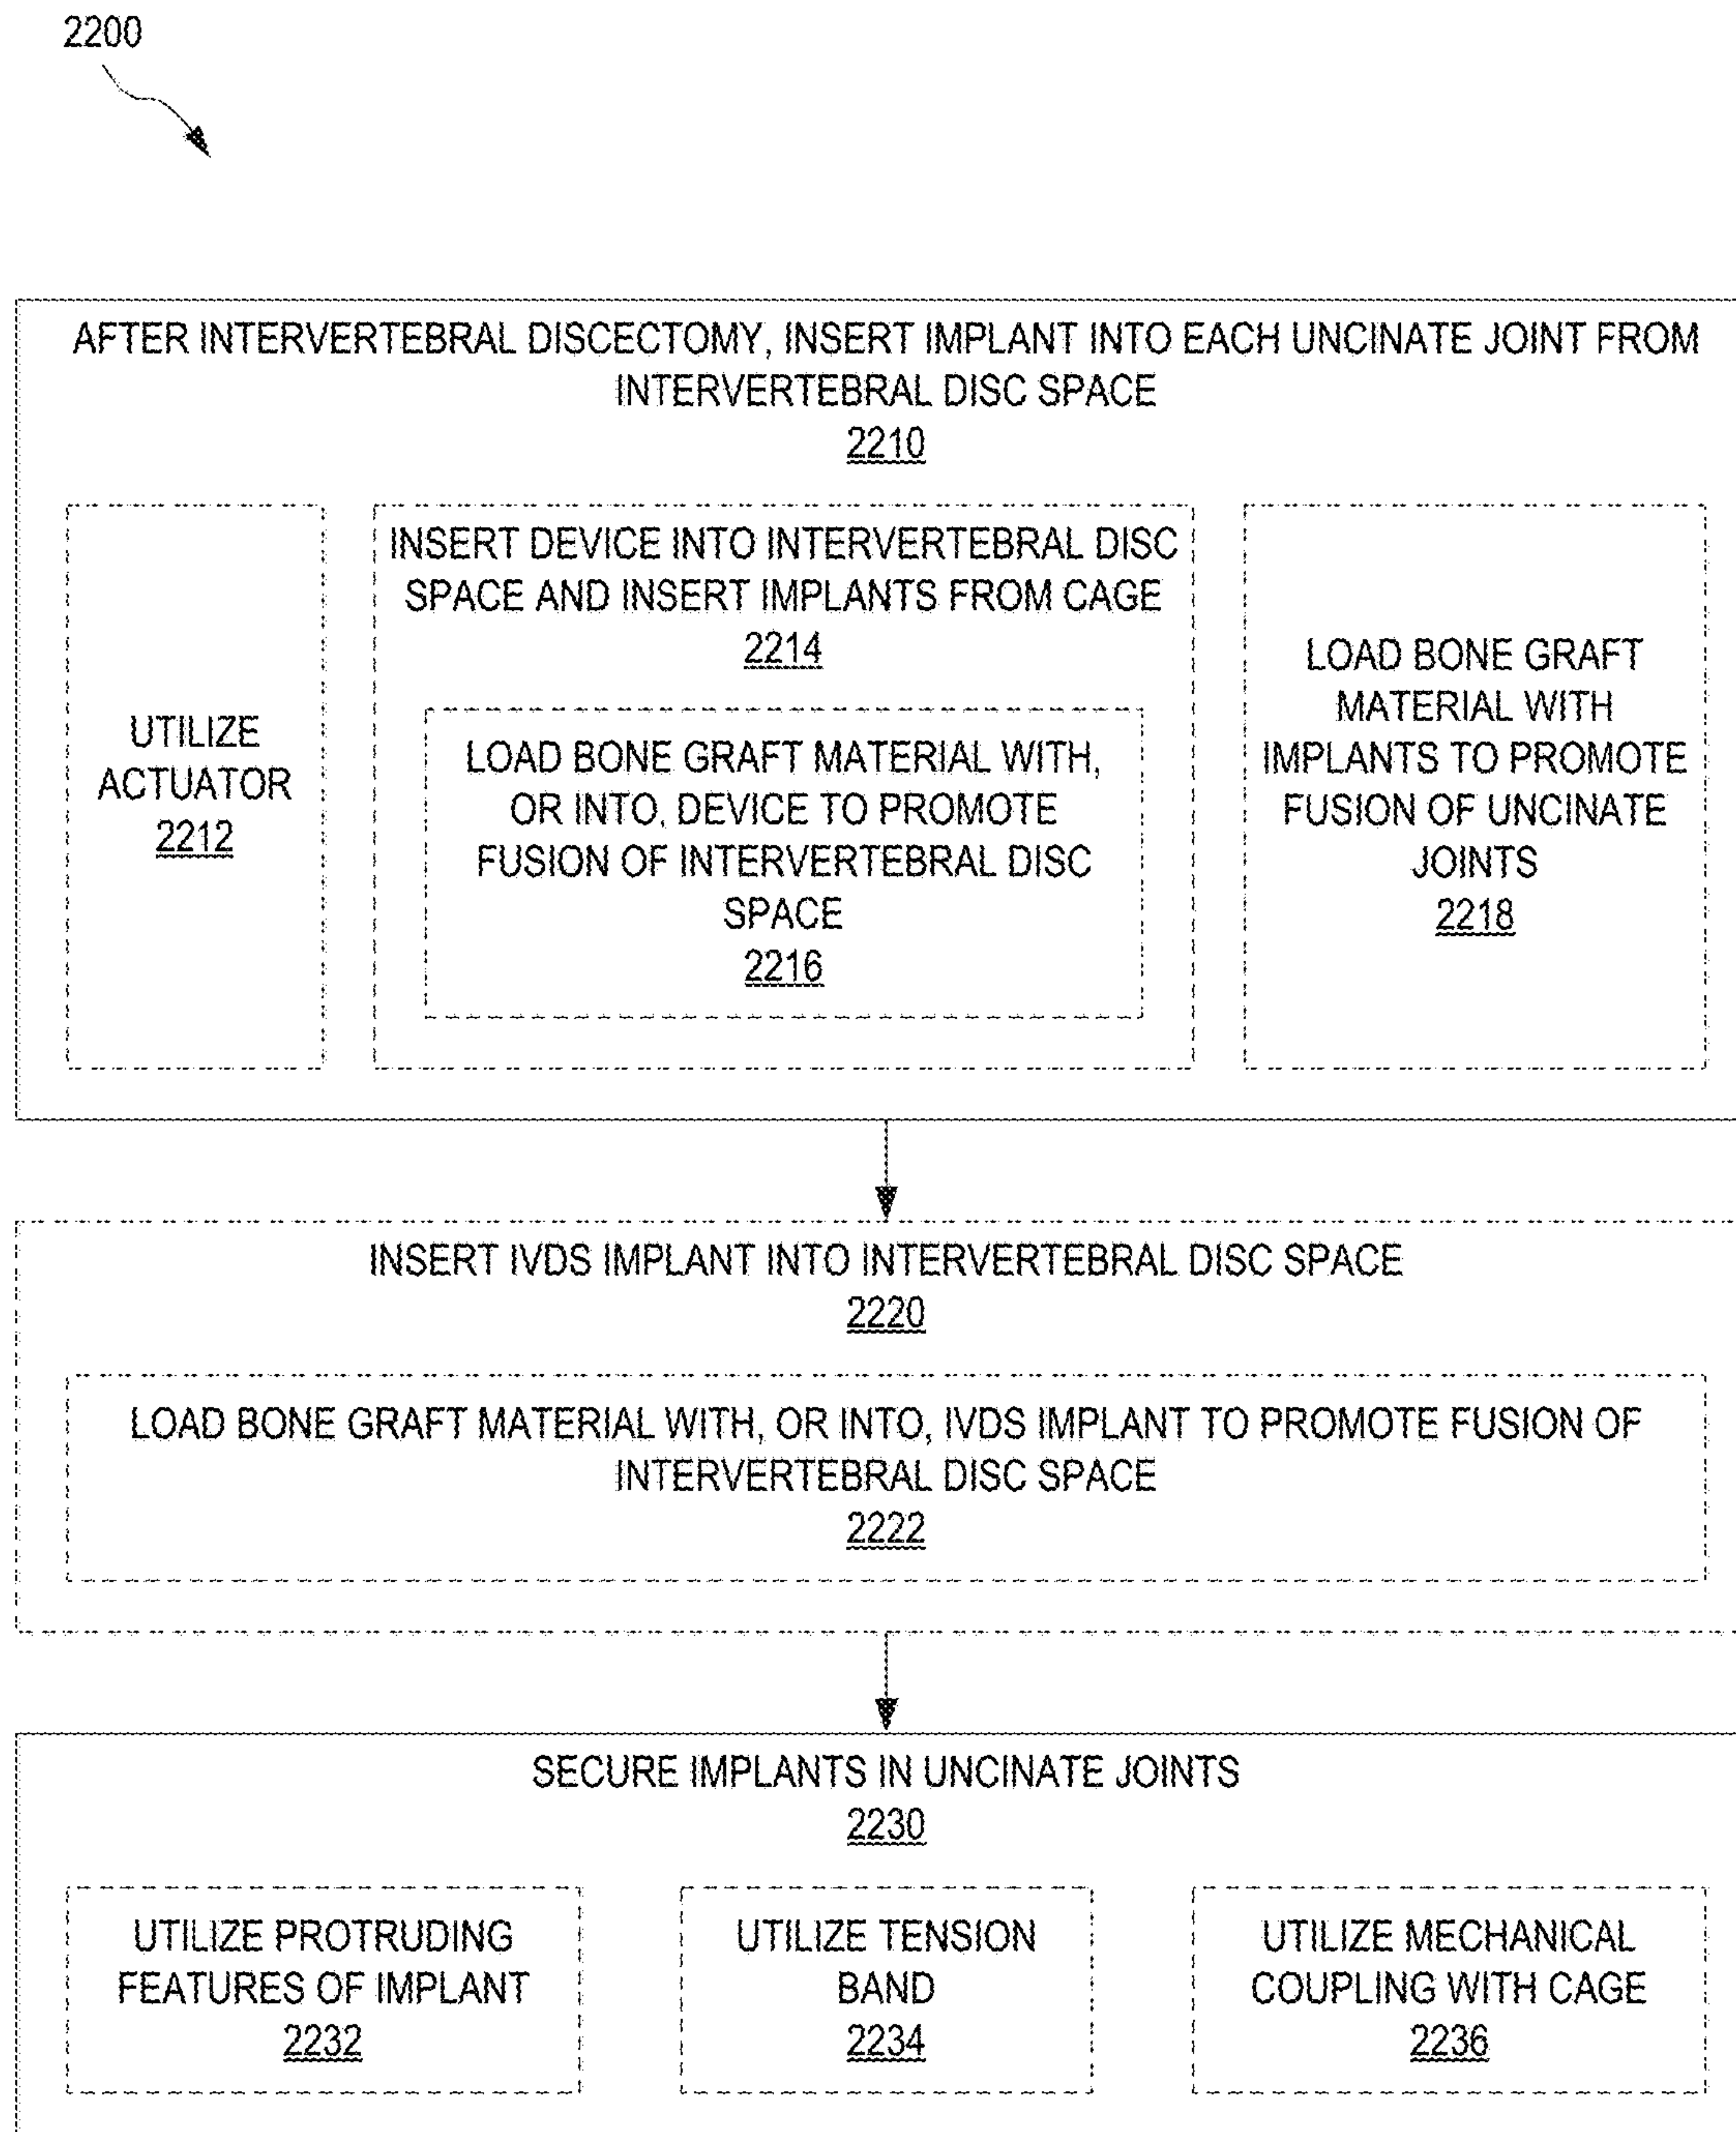 2200
AFTER INTERVERTEBRAL DISCECTOMY, INSERT IMPLANT INTO EACH UNCINATE JOINT FROM
INTERVERTEBRAL DISC SPACE
2210
UTILIZE
ACTUATOR
2212
INSERT DEVICE INTO INTERVERTEBRAL DISC
SPACE AND INSERT IMPLANTS FROM CAGE
2214
LOAD BONE GRAFT MATERIAL WITH,
OR INTO, DEVICE TO PROMOTE
FUSION OF INTERVERTEBRAL DISC
SPACE
2216
LOAD BONE GRAFT
MATERIAL WITH
IMPLANTS TO PROMOTE
FUSION OF UNCINATE
JOINTS
2218
INSERT IVDS IMPLANT INTO INTERVERTEBRAL DISC SPACE
2220
LOAD BONE GRAFT MATERIAL WITH, OR INTO, IVDS IMPLANT TO PROMOTE FUSION OF
INTERVERTEBRAL DISC SPACE
2222
SECURE IMPLANTS IN UNCINATE JOINTS
2230
UTILIZE PROTRUDING
FEATURES OF IMPLANT
2232
UTILIZE TENSION
BAND
2234
UTILIZE MECHANICAL
COUPLING WITH CAGE
2236